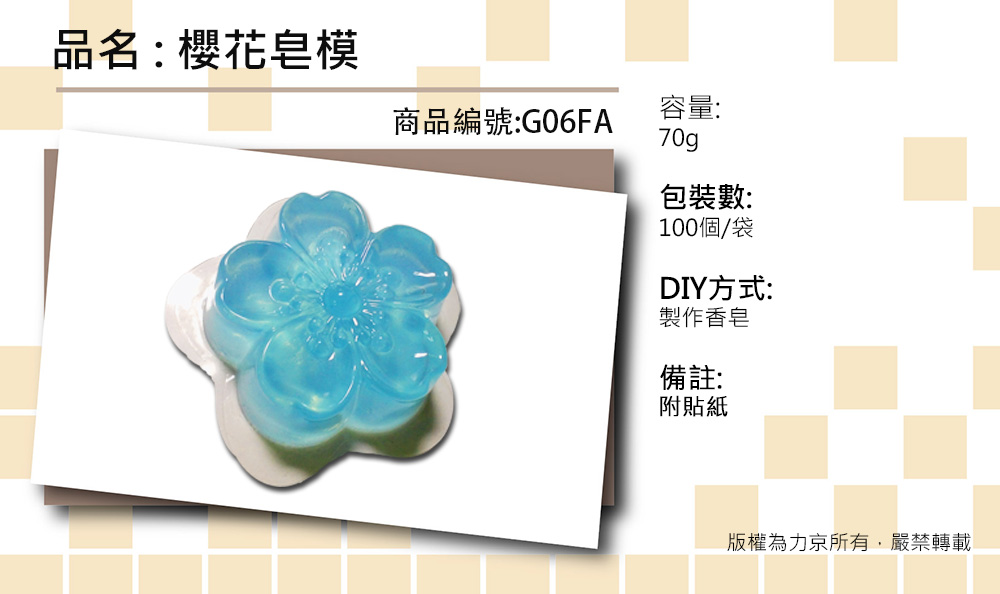 品名 : 櫻花皂模
商品編號:G06FA
容量:
70g
包裝數:
100個/袋
DIY方式:
製作香皂
備註:
附貼紙
版權為力京所有，嚴禁轉載